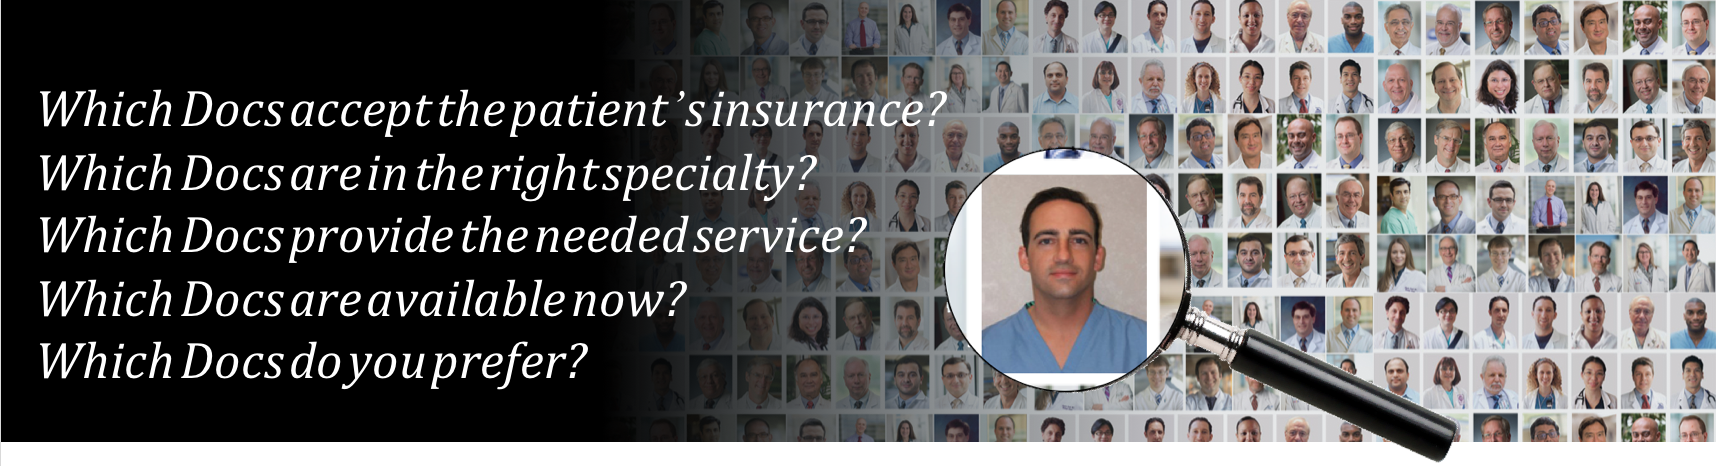 Which Docs accept the patient’s insurance?
Which Docs are in the right specialty?
Which Docs provide the needed service?
Which Docs are available now?
Which Docs do you prefer?